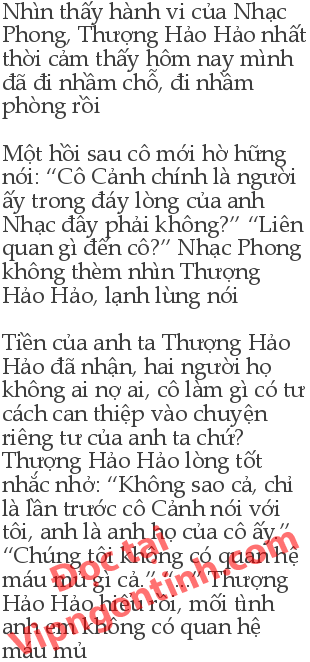 Nhìn thấy hành vi của Nhạc
Phong, Thượng Hảo Hảo nhất
thời cảm thấy hôm nay mình
đã đi nhầm chỗ, đi nhầm
phòng rồi
Một hồi sau cô mới hờ hững
nói: “Cô Cảnh chính là người
ấy trong đáy lòng của anh
Nhạc đây phải không?” “Liên
quan gì đến cô?” Nhạc Phong
không thèm nhìn Thượng
Hảo Hảo, lạnh lùng nói
Tiền của anh ta Thượng Hảo
Hảo đã nhận, hai người họ
không ai nợ ai, cô làm gì có tư
cách can thiệp vào chuyện
riêng tư của anh ta chứ?
Thượng Hảo Hảo lòng tốt
nhắc nhở: “Không sao cả, chỉ
là lần trước cô Cảnh nói với
tôi, anh là anh họ của cô ấy.”
“Chúng tôi không có quan hệ
máu mủ gì cả.” “Thượng
Hảo Hảo hiểu rồi, mối tình
anh em không có quan hệ
máu mủ
Đọc tại
Vipngontinh.com